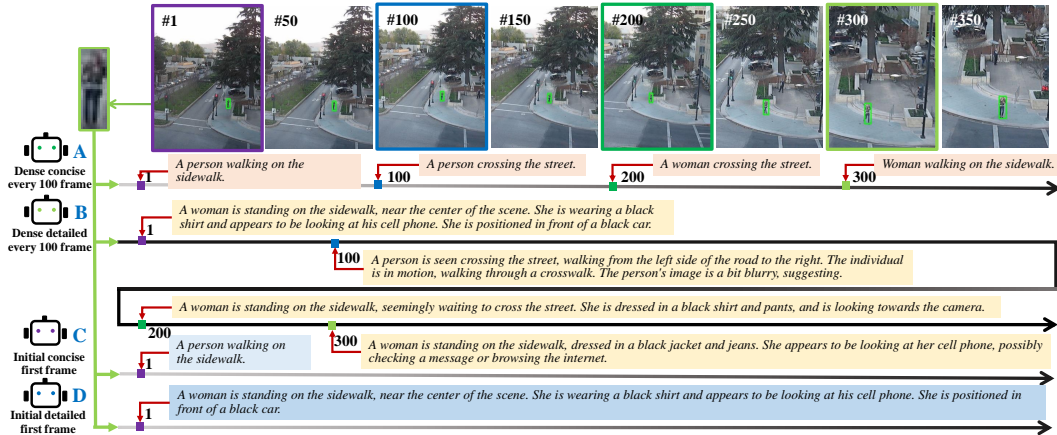 #1 #50 #100 #150 #200 #250 #300 #350
A
Dense concise
every 100 frame
1
A person walking on the
sidewalk.
100
A person crossing the street.
200
A woman crossing the street.
300
Woman walking on the sidewalk.
B
Dense detailed
every 100 frame
1
A woman is standing on the sidewalk, near the center of the scene. She is wearing a black
shirt and appears to be looking at his cell phone. She is positioned in front of a black car.
100
A person is seen crossing the street, walking from the left side of the road to the right. The individual
is in motion, walking through a crosswalk. The person's image is a bit blurry, suggesting.
200
A woman is standing on the sidewalk, seemingly waiting to cross the street. She is dressed in a black shirt and pants, and is looking towards the camera.
300
A woman is standing on the sidewalk, dressed in a black jacket and jeans. She appears to be looking at her cell phone, possibly
checking a message or browsing the internet.
C
Initial concise
first frame
1
A person walking on
the sidewalk.
D
Initial detailed
first frame
1
A woman is standing on the sidewalk, near the center of the scene. She is wearing a black shirt and appears to be looking at his cell phone. She is positioned in
front of a black car.